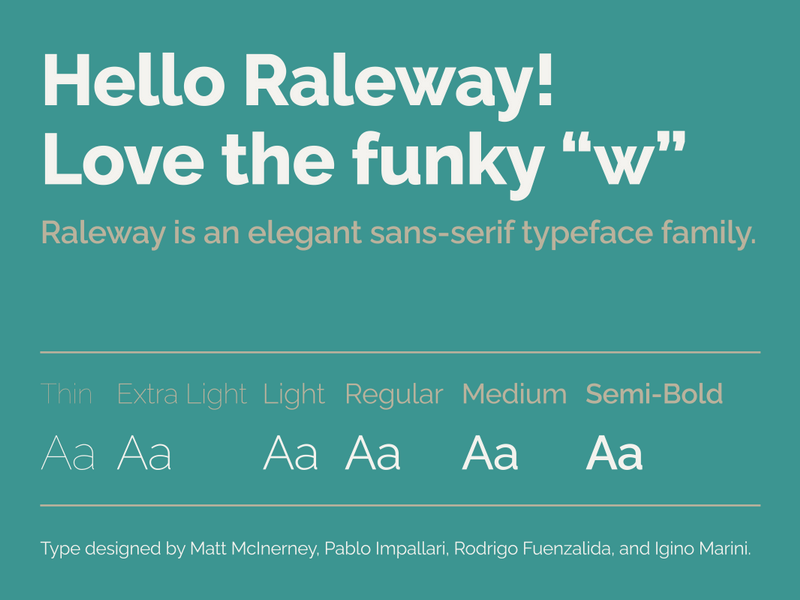 Hello Raleway!
Love the funky “w”
Raleway is an elegant sans-serif typeface family.
Thin Extra Light Light Regular Medium Semi-Bold
Aa Aa Aa Aa Aa Aa
Type designed by Matt McInerney, Pablo Impallari, Rodrigo Fuenzalida, and Igino Marini.